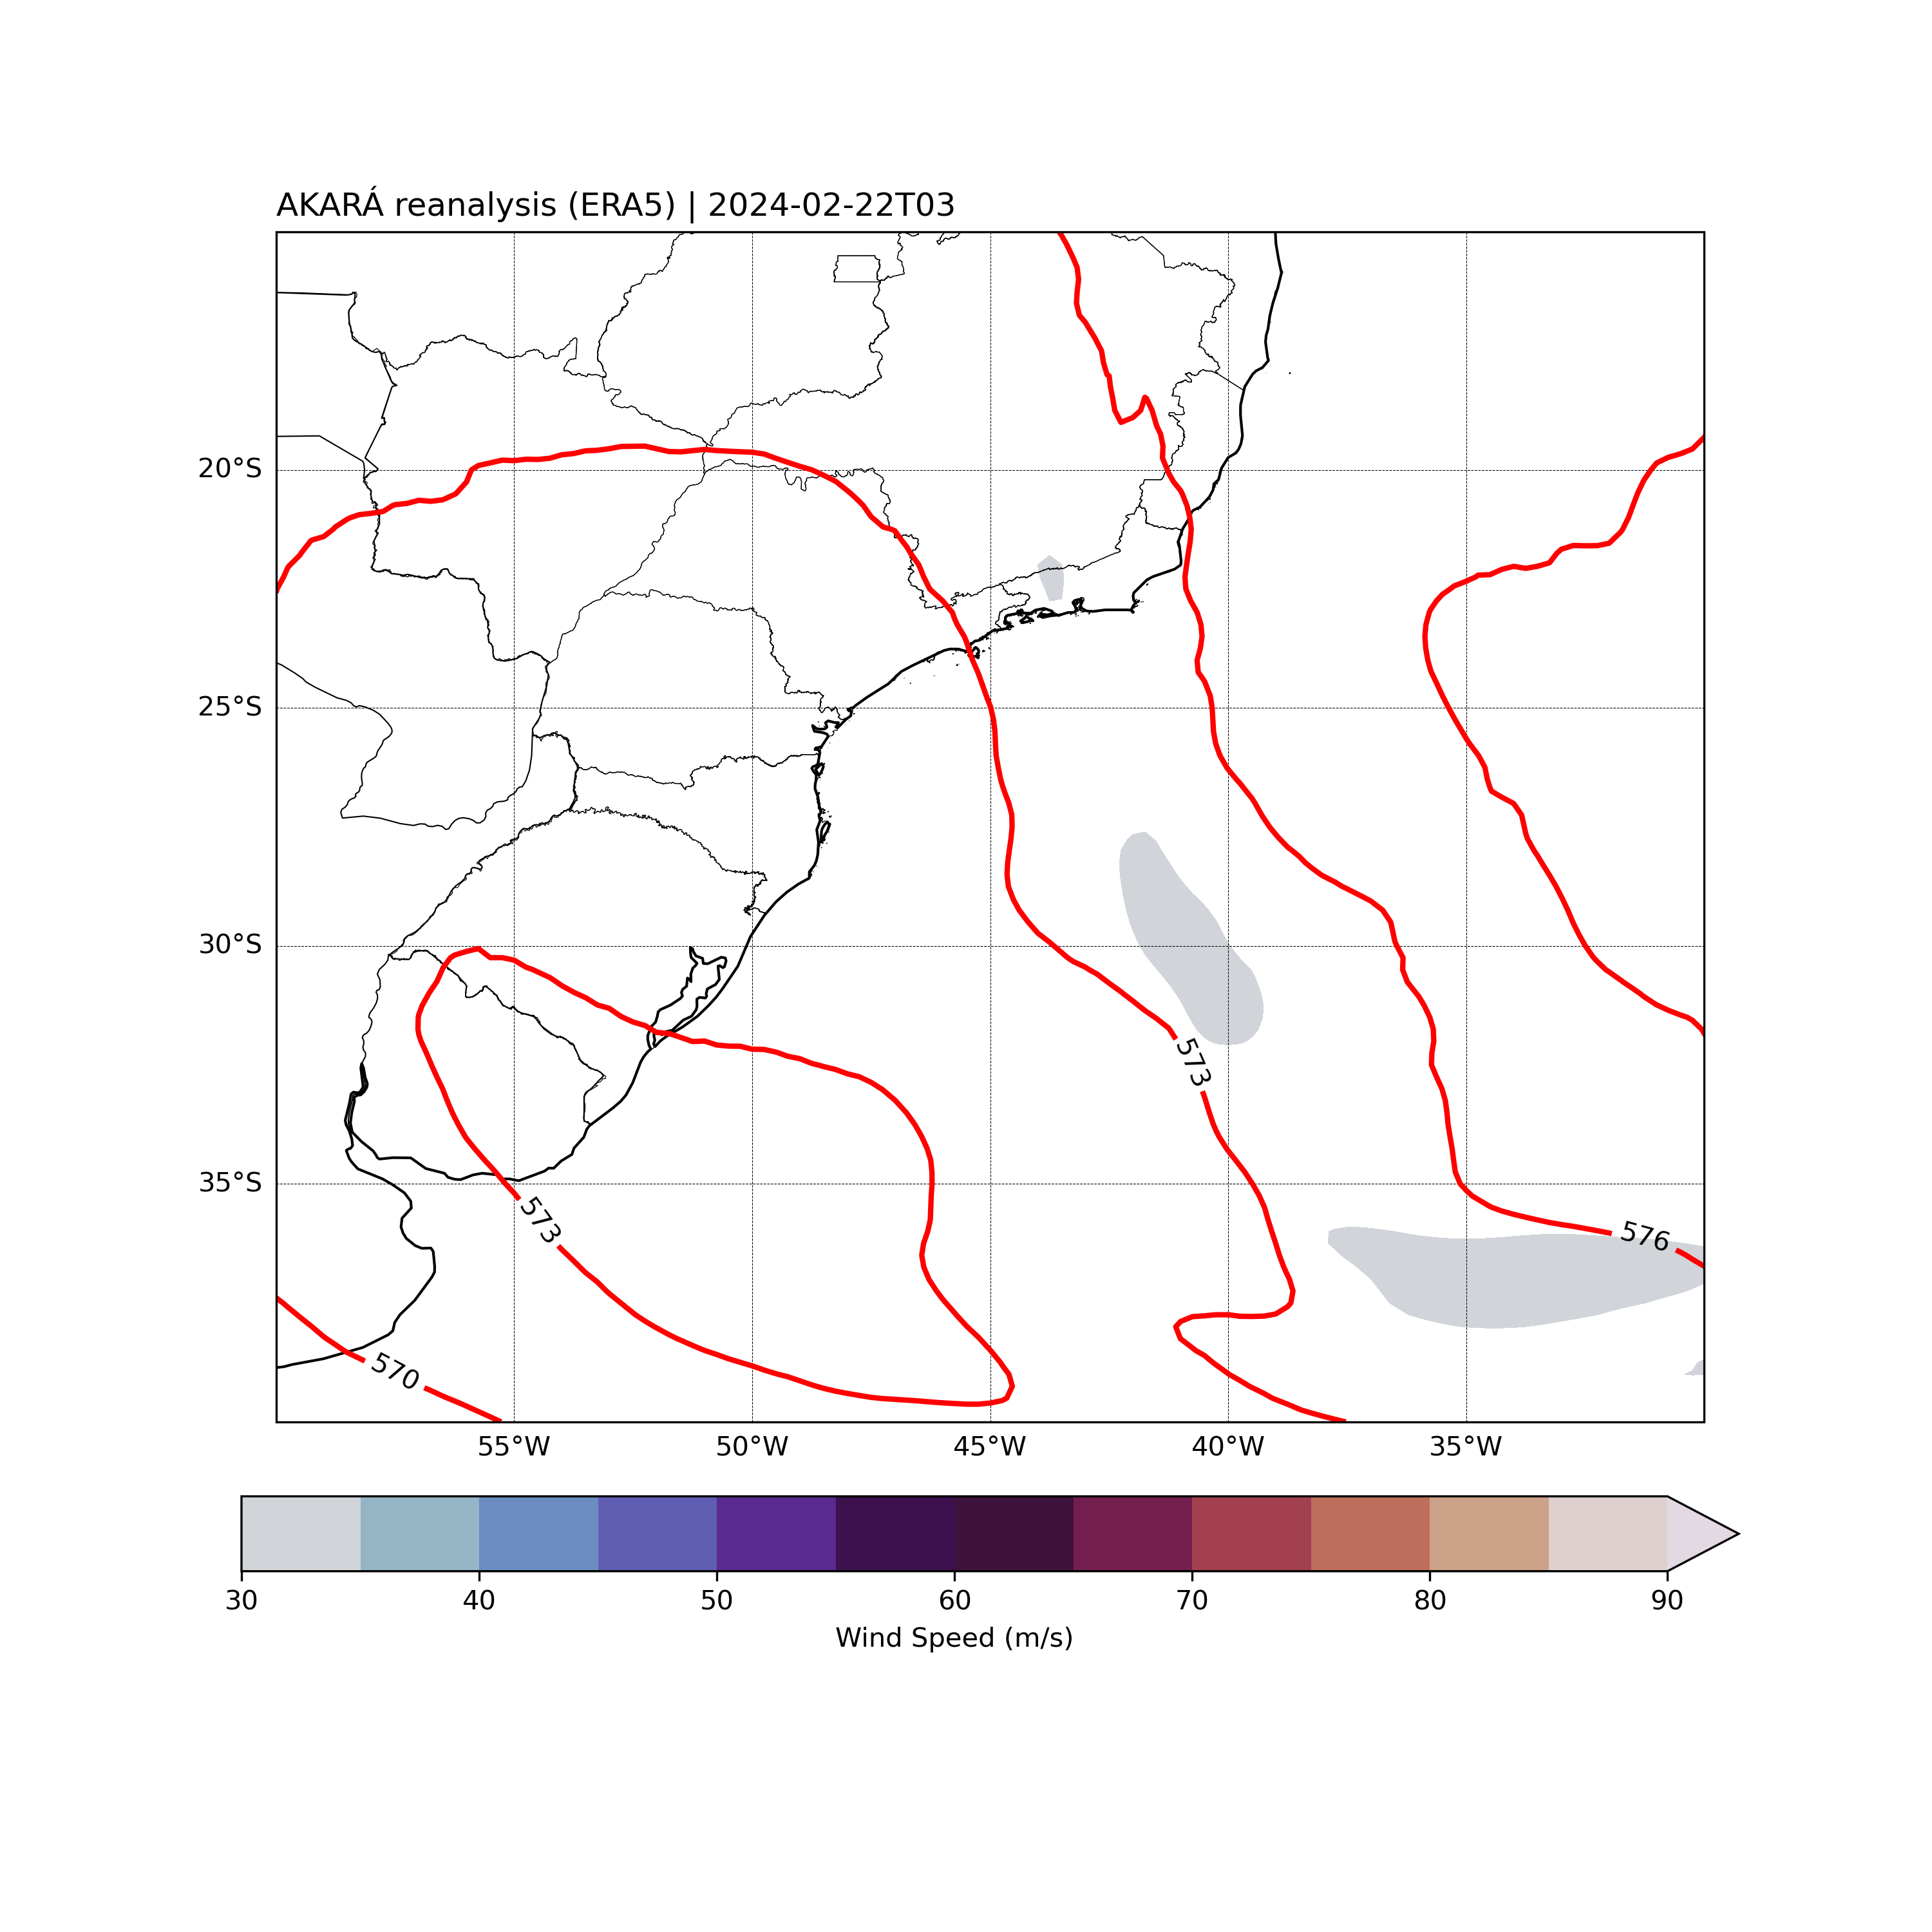 AKARÁ reanalysis (ERA5) | 2024-02-22T03
20°S
25°S
30°S
573
35°S
573
576
570
55°W 50°W 45°W 40°W 35°W
30 40 50 60 70 80 90
Wind Speed (m/s)